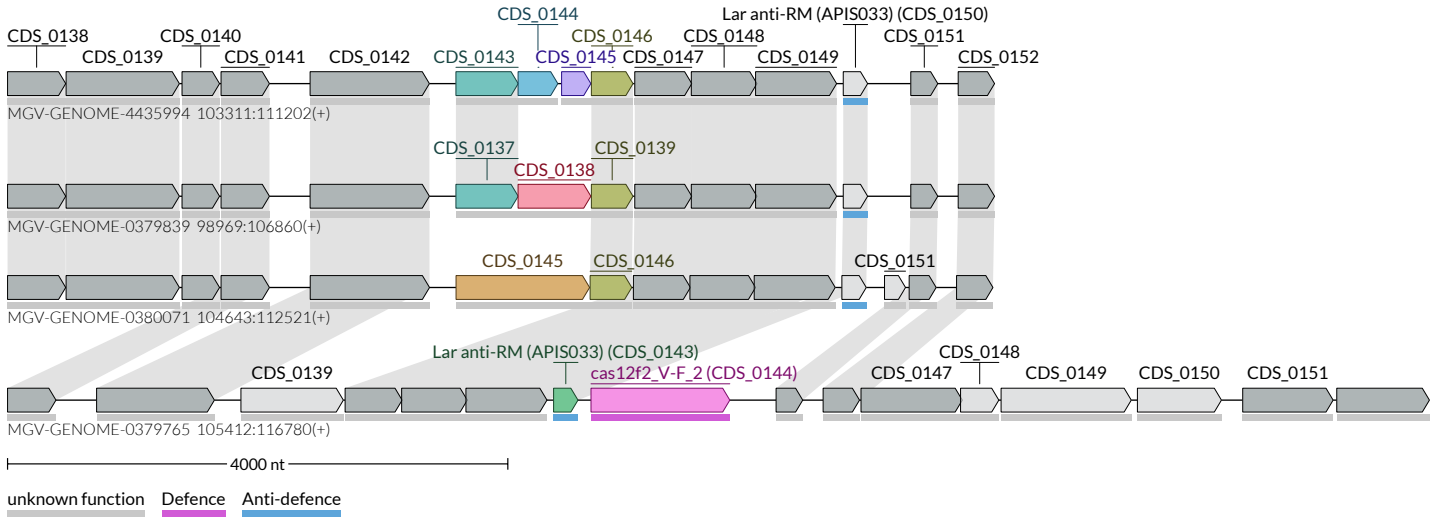 CDS_0144
Lar anti-RM (APIS033) (CDS_0150)
CDS_0138 CDS_0140 CDS_0146 CDS_0148 CDS_0151
CDS_0139 CDS_0141 CDS_0142 CDS_0143 CDS_0145 CDS_0147 CDS_0149 CDS_0152
MGV-GENOME-4435994 103311:111202(+)
CDS_0137 CDS_0139
CDS_0138
MGV-GENOME-0379839 98969:106860(+)
CDS_0145 CDS_0146 CDS_0151
MGV-GENOME-0380071 104643:112521(+)
Lar anti-RM (APIS033) (CDS_0143) CDS_0148
CDS_0139 cas12f2_V-F_2 (CDS_0144) CDS_0147 CDS_0149 CDS_0150 CDS_0151
MGV-GENOME-0379765 105412:116780(+)
4000 nt
unknown function Defence Anti-defence